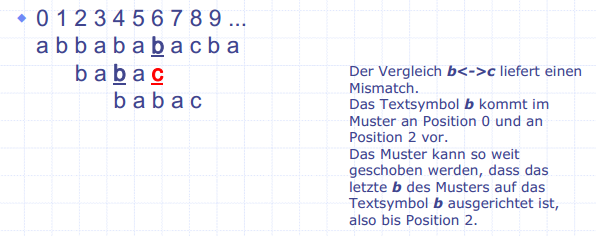 0 1 2 3 4 5 6 7 8 9 ...
a b b a b a b a c b a
b a b a c
b a b a c
Der Vergleich b<->c liefert einen
Mismatch.
Das Textsymbol b kommt im
Muster an Position 0 und an
Position 2 vor.
Das Muster kann so weit
geschoben werden, dass das
letzte b des Musters auf das
Textsymbol b ausgerichtet ist,
also bis Position 2.